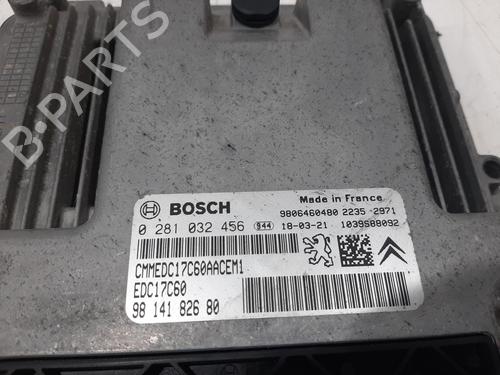 B-PARTS
BOSCH
Made in France
9806460480 2235 2971
0 281 032 456 944 18-03-21 1039S88092
CMMEDC17C60AACEM1
EDC17C60
98 141 826 80